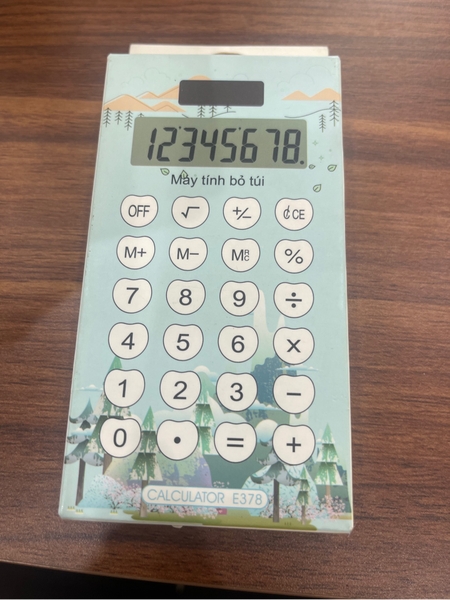 12345678.
Máy tính bỏ túi
OFF √ +/− ₵·CE
M+ M− MRC %
7 8 9 ÷
4 5 6 x
1 2 3 −
0 • = +
CALCULATOR E378